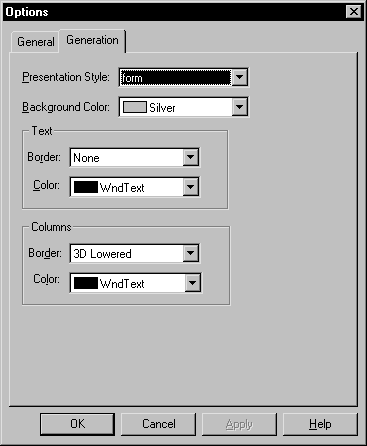 Options
General Generation
Presentation Style: form
Background Color: Silver
Text
Border: None
Color: WndText
Columns
Border: 3D Lowered
Color: WndText
OK Cancel Apply Help